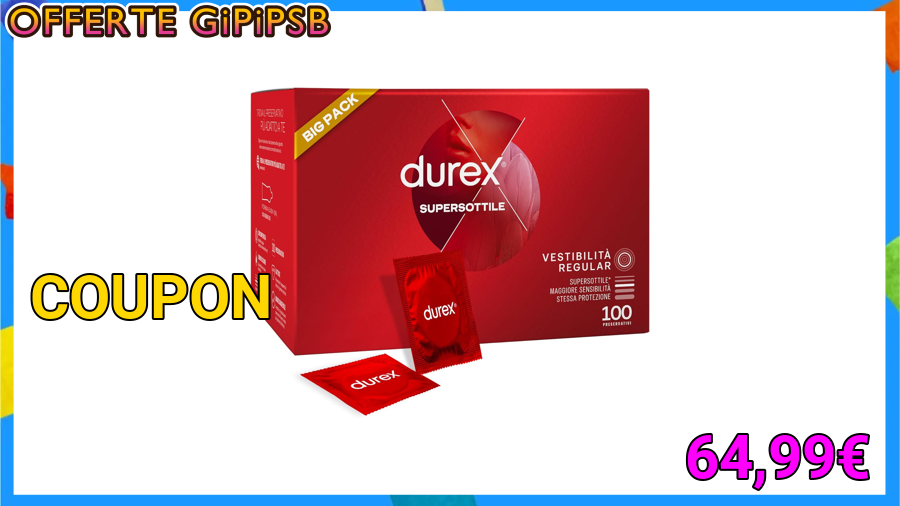 OFFERTE GiPiPSB
BIG PACK
durex
SUPERSOTTILE
VESTIBILITÀ
REGULAR
SUPERSOTTILE*
MAGGIORE SENSIBILITÀ
STESSA PROTEZIONE
100
PRESERVATIVI
COUPON
durex
durex
64,99€